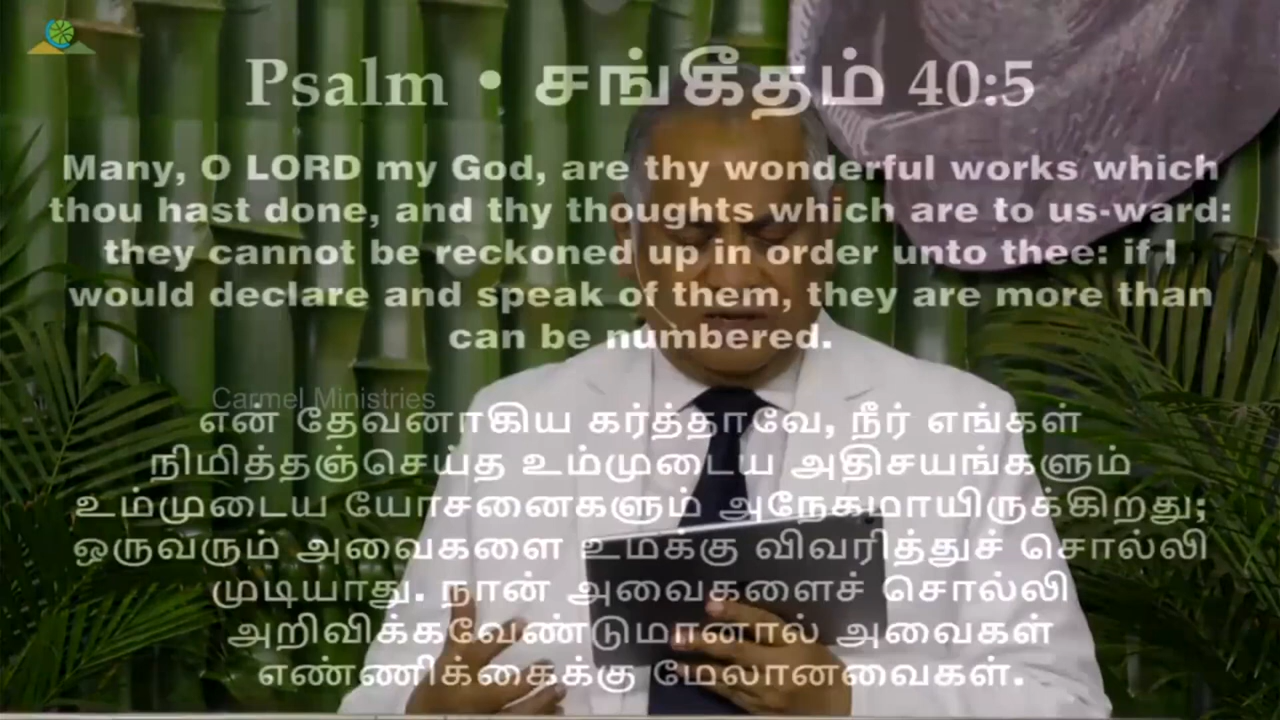 Psalm • சங்கீதம் 40:5
Many, O LORD my God, are thy wonderful works which
thou hast done, and thy thoughts which are to us-ward:
they cannot be reckoned up in order unto thee: if I
would declare and speak of them, they are more than
can be numbered.
Carmel Ministries
என் தேவனாகிய கர்த்தாவே, நீர் எங்கள்
நிமித்தஞ்செய்த உம்முடைய அதிசயங்களும்
உம்முடைய யோசனைகளும் அநேகமாயிருக்கிறது;
ஒருவரும் அவைகளை உமக்கு விவரித்துச் சொல்லி
முடியாது. நான் அவைகளைச் சொல்லி
அறிவிக்கவேண்டுமானால் அவைகள்
எண்ணிக்கைக்கு மேலானவைகள்.